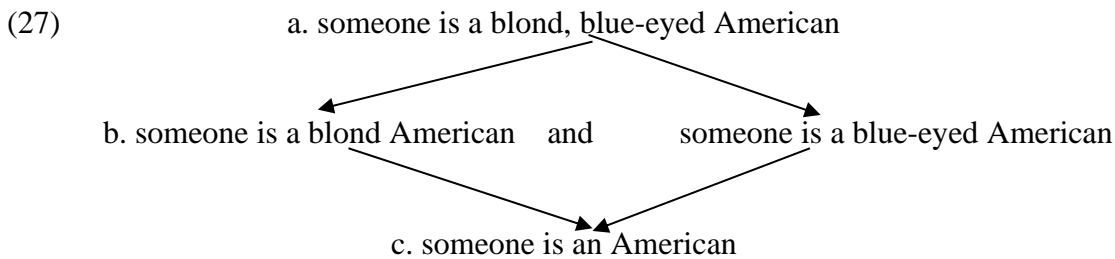 (27) a. someone is a blond, blue-eyed American
b. someone is a blond American and someone is a blue-eyed American
c. someone is an American